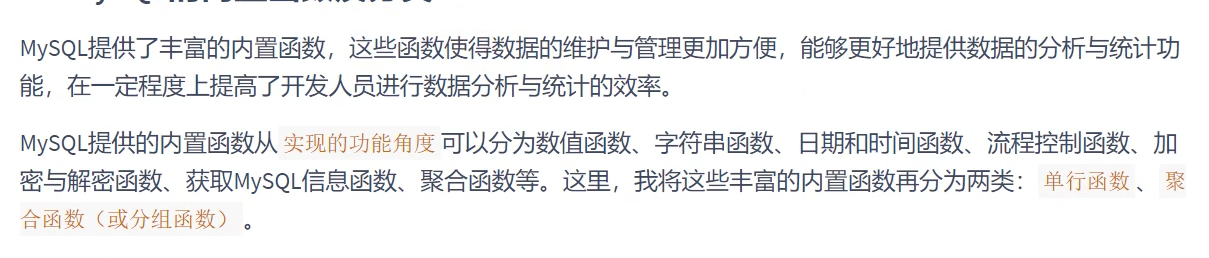 MySQL提供了丰富的内置函数，这些函数使得数据的维护与管理更加方便，能够更好地提供数据的分析与统计功
能，在一定程度上提高了开发人员进行数据分析与统计的效率。
MySQL提供的内置函数从 实现的功能角度 可以分为数值函数、字符串函数、日期和时间函数、流程控制函数、加
密与解密函数、获取MySQL信息函数、聚合函数等。这里，我将这些丰富的内置函数再分为两类： 单行函数 、 聚
合函数（或分组函数） 。